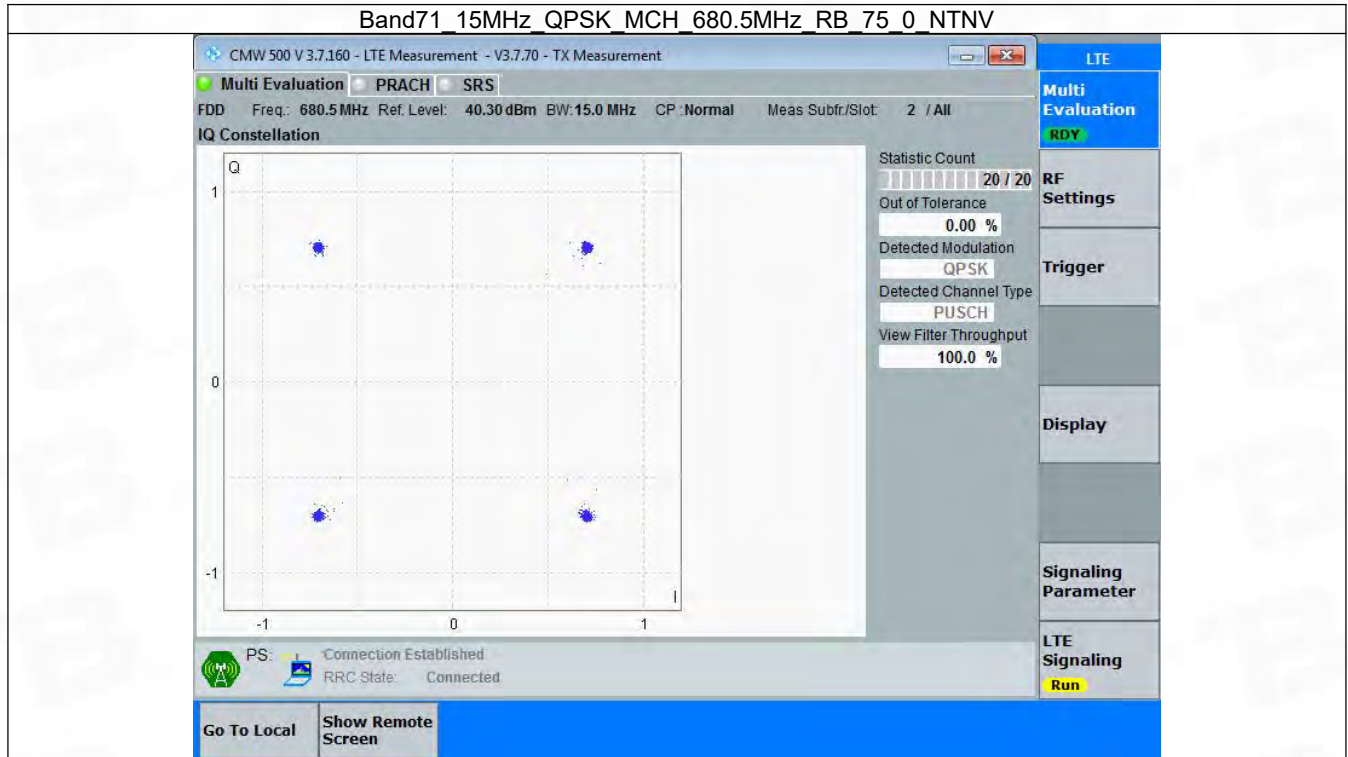 Band71_15MHz_QPSK_MCH_680.5MHz_RB_75_0_NTNV
CMW 500 V 3.7.160 - LTE Measurement - V3.7.70 - TX Measurement
LTE
Multi Evaluation PRACH SRS
Multi
Evaluation
RDY
FDD Freq.: 680.5 MHz Ref. Level: 40.30 dBm BW: 15.0 MHz CP :Normal Meas Subfr./Slot: 2 / All
IQ Constellation
Q
1
0
-1
I
-1 0 1
Statistic Count
20 / 20
Out of Tolerance
0.00 %
Detected Modulation
QPSK
Detected Channel Type
PUSCH
View Filter Throughput
100.0 %
RF
Settings
Trigger
Display
Signaling
Parameter
LTE
Signaling
Run
PS: Connection Established
RRC State: Connected
Go To Local
Show Remote
Screen